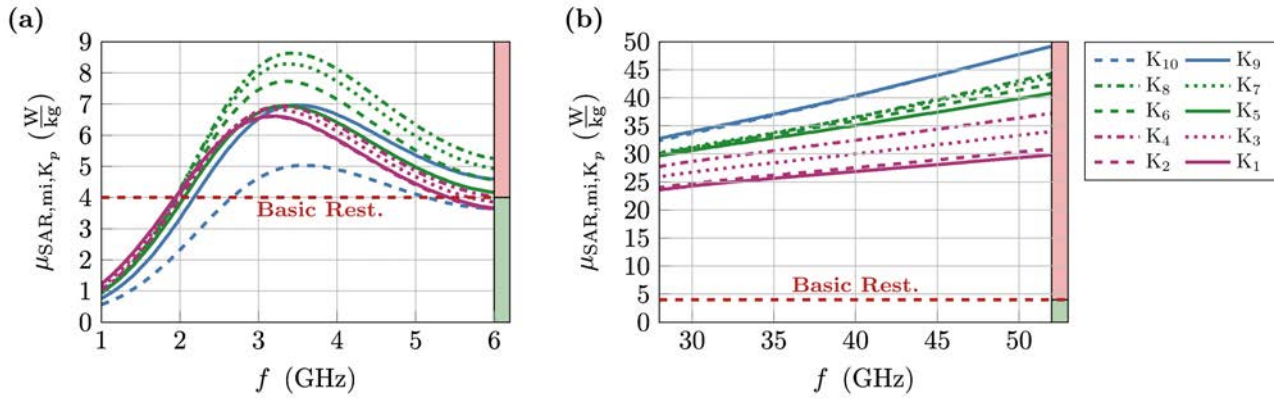 (a)
9
8
7
6
5
4
3
2
1
0
1 2 3 4 5 6
μSAR,mi,Kp (W/kg)
f (GHz)
Basic Rest.
(b)
50
45
40
35
30
25
20
15
10
5
0
30 35 40 45 50
μSAR,mi,Kp (W/kg)
f (GHz)
Basic Rest.
K10 K9
K8 K7
K6 K5
K4 K3
K2 K1